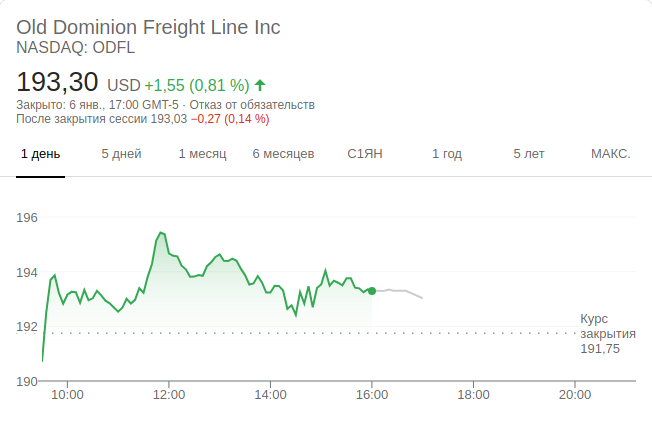 Old Dominion Freight Line Inc
NASDAQ: ODFL
193,30 USD +1,55 (0,81 %)
Закрыто: 6 янв., 17:00 GMT-5 · Отказ от обязательств
После закрытия сессии 193,03 −0,27 (0,14 %)
1 день 5 дней 1 месяц 6 месяцев С1ЯН 1 год 5 лет МАКС.
196
194
192
Курс
закрытия
191,75
190
10:00 12:00 14:00 16:00 18:00 20:00